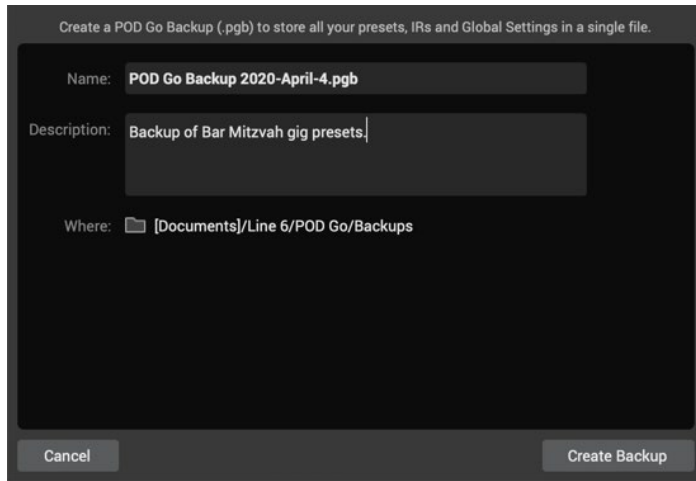 Create a POD Go Backup (.pgb) to store all your presets, IRs and Global Settings in a single file.
Name: POD Go Backup 2020-April-4.pgb
Description: Backup of Bar Mitzvah gig presets.
Where: [Documents]/Line 6/POD Go/Backups
Cancel Create Backup